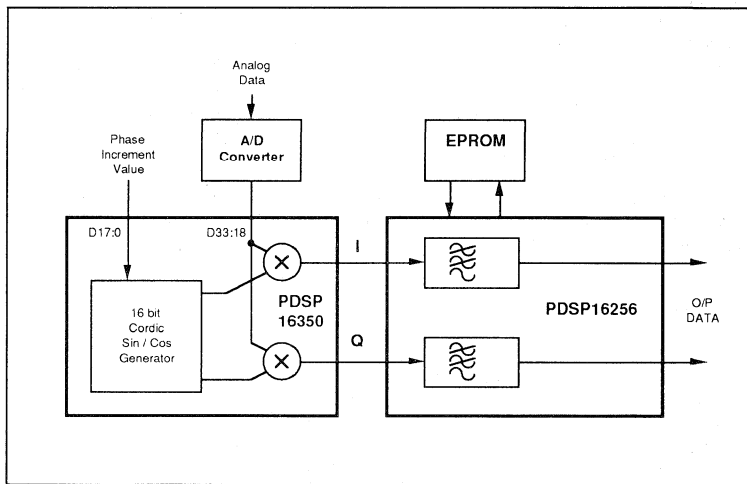 Analog
Data
Phase
Increment
Value
A/D
Converter
EPROM
D17:0
D33:18
I
16 bit
Cordic
Sin / Cos
Generator
PDSP
16350
Q
PDSP16256
O/P
DATA